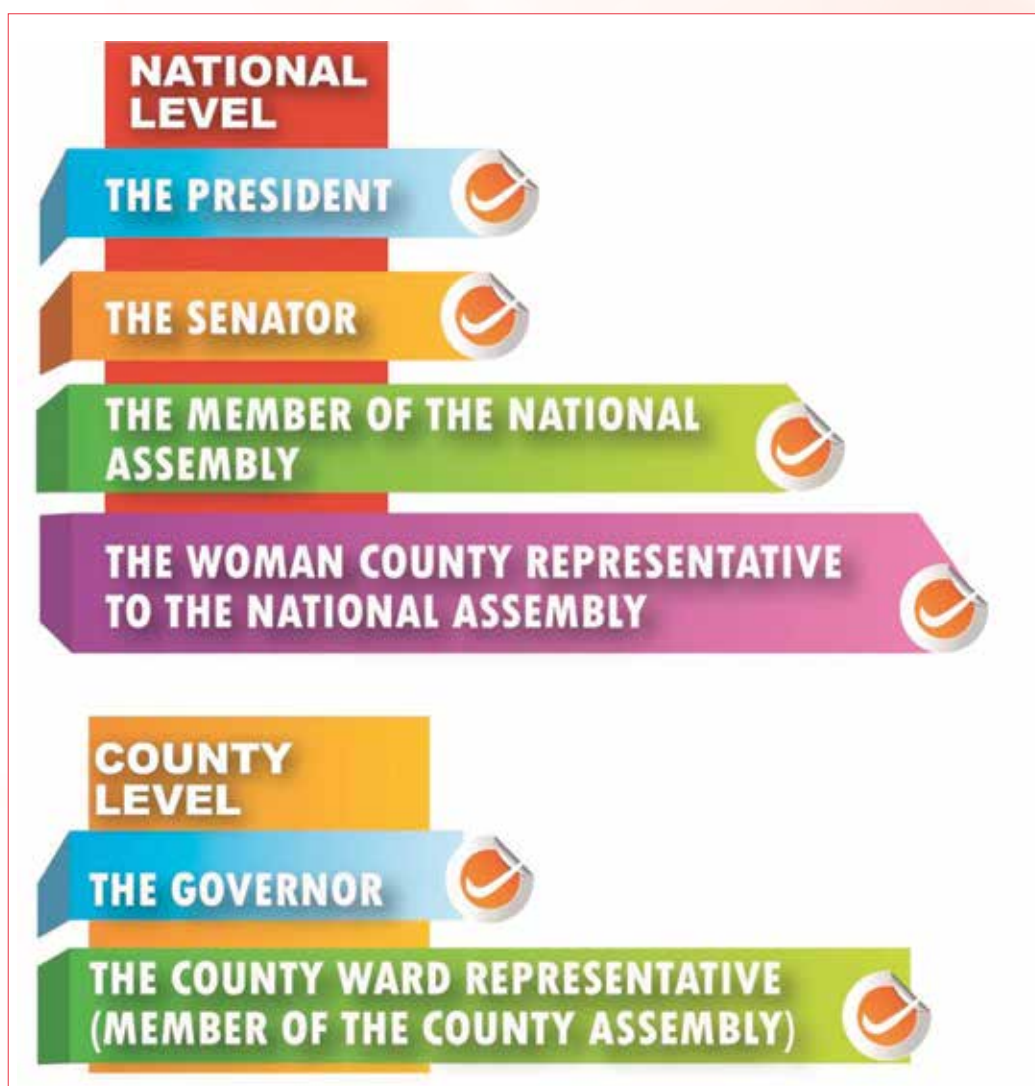 NATIONAL
LEVEL
THE PRESIDENT
THE SENATOR
THE MEMBER OF THE NATIONAL
ASSEMBLY
THE WOMAN COUNTY REPRESENTATIVE
TO THE NATIONAL ASSEMBLY
COUNTY
LEVEL
THE GOVERNOR
THE COUNTY WARD REPRESENTATIVE
(MEMBER OF THE COUNTY ASSEMBLY)